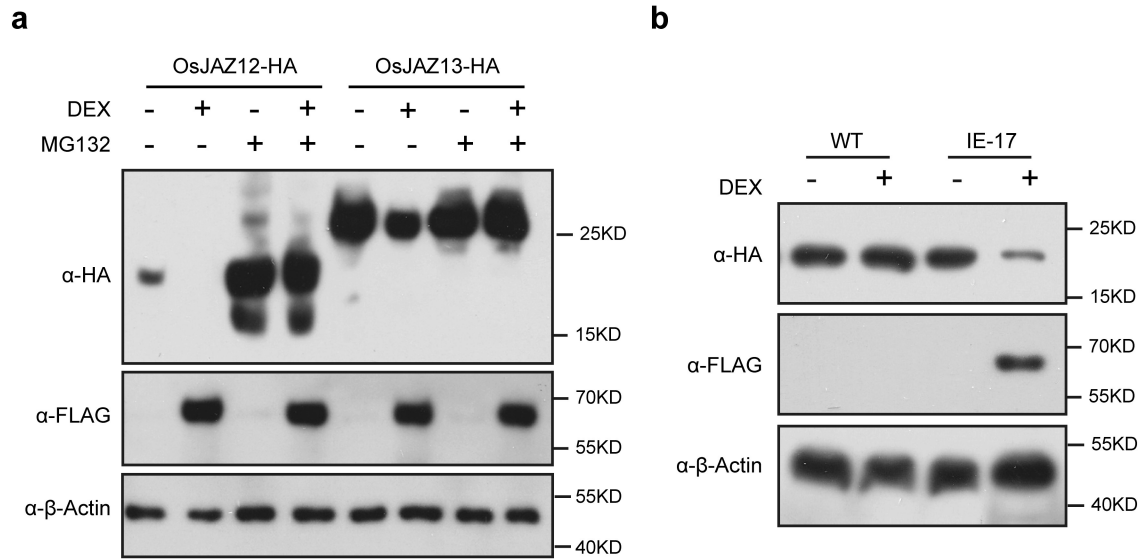 a
OsJAZ12-HA OsJAZ13-HA
DEX - + - + - + - +
MG132 - - + + - - + +
α-HA
25KD
15KD
α-FLAG
70KD
55KD
α-β-Actin
55KD
40KD
b
WT IE-17
DEX - + - +
α-HA
25KD
15KD
α-FLAG
70KD
55KD
α-β-Actin
55KD
40KD